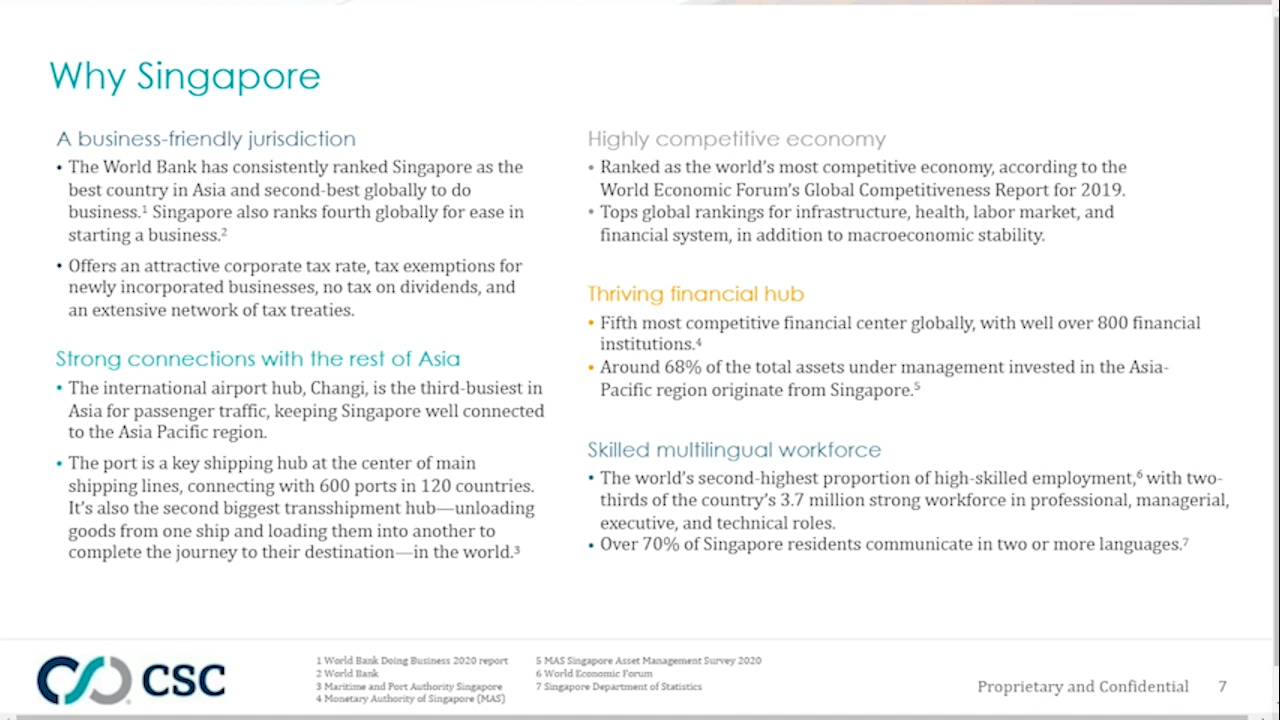 Why Singapore
A business-friendly jurisdiction
• The World Bank has consistently ranked Singapore as the
best country in Asia and second-best globally to do
business.¹ Singapore also ranks fourth globally for ease in
starting a business.²
• Offers an attractive corporate tax rate, tax exemptions for
newly incorporated businesses, no tax on dividends, and
an extensive network of tax treaties.
Strong connections with the rest of Asia
• The international airport hub, Changi, is the third-busiest in
Asia for passenger traffic, keeping Singapore well connected
to the Asia Pacific region.
• The port is a key shipping hub at the center of main
shipping lines, connecting with 600 ports in 120 countries.
It's also the second biggest transshipment hub—unloading
goods from one ship and loading them into another to
complete the journey to their destination—in the world.³
Highly competitive economy
• Ranked as the world's most competitive economy, according to the
World Economic Forum's Global Competitiveness Report for 2019.
• Tops global rankings for infrastructure, health, labor market, and
financial system, in addition to macroeconomic stability.
Thriving financial hub
• Fifth most competitive financial center globally, with well over 800 financial
institutions.⁴
• Around 68% of the total assets under management invested in the Asia-
Pacific region originate from Singapore.⁵
Skilled multilingual workforce
• The world's second-highest proportion of high-skilled employment,⁶ with two-
thirds of the country's 3.7 million strong workforce in professional, managerial,
executive, and technical roles.
• Over 70% of Singapore residents communicate in two or more languages.⁷
CSC
1 World Bank Doing Business 2020 report
2 World Bank
3 Maritime and Port Authority Singapore
4 Monetary Authority of Singapore (MAS)
5 MAS Singapore Asset Management Survey 2020
6 World Economic Forum
7 Singapore Department of Statistics
Proprietary and Confidential 7